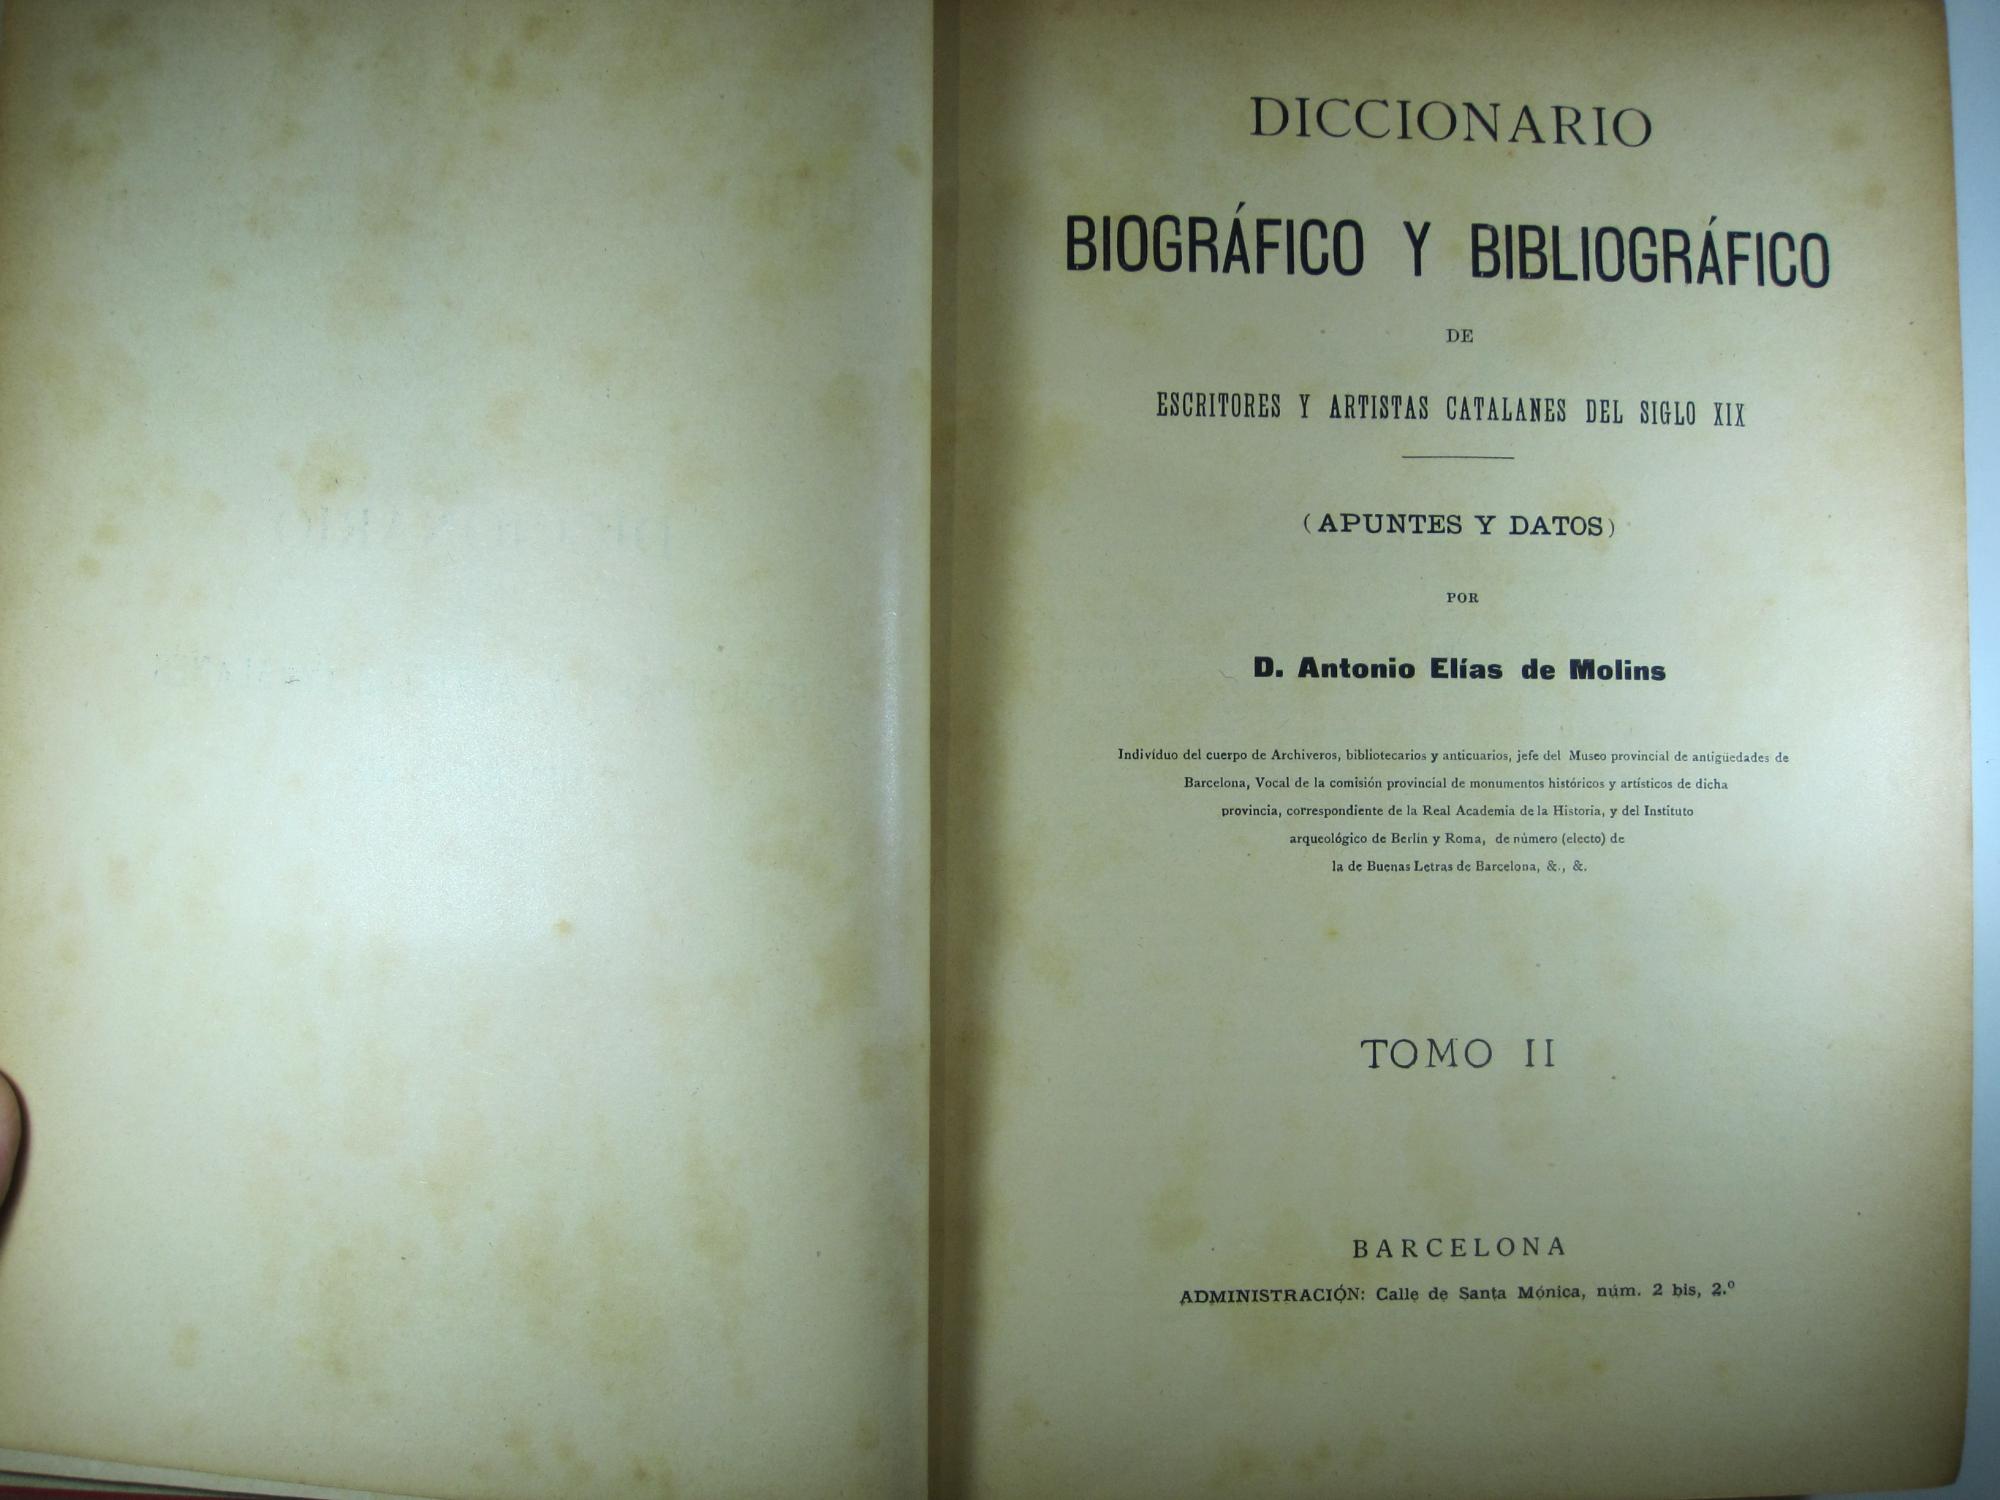 DICCIONARIO
BIOGRÁFICO Y BIBLIOGRÁFICO
DE
ESCRITORES Y ARTISTAS CATALANES DEL SIGLO XIX
(APUNTES Y DATOS)
POR
D. Antonio Elías de Molins
Indivíduo del cuerpo de Archiveros, bibliotecarios y anticuarios, jefe del Museo provincial de antigüedades de
Barcelona, Vocal de la comisión provincial de monumentos históricos y artísticos de dicha
provincia, correspondiente de la Real Academia de la Historia, y del Instituto
arqueológico de Berlín y Roma, de número (electo) de
la de Buenas Letras de Barcelona, &., &.
TOMO II
BARCELONA
ADMINISTRACIÓN: Calle de Santa Mónica, núm. 2 bis, 2.º